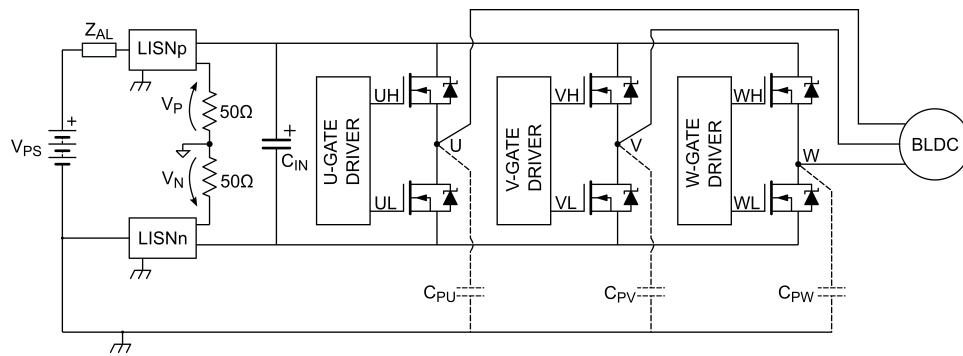 Z_AL
LISNp
V_P
50Ω
+
V_PS
V_N
50Ω
LISNn
+
C_IN
U-GATE
DRIVER
UH
UL
U
V-GATE
DRIVER
VH
VL
V
W-GATE
DRIVER
WH
WL
W
BLDC
C_PU
C_PV
C_PW